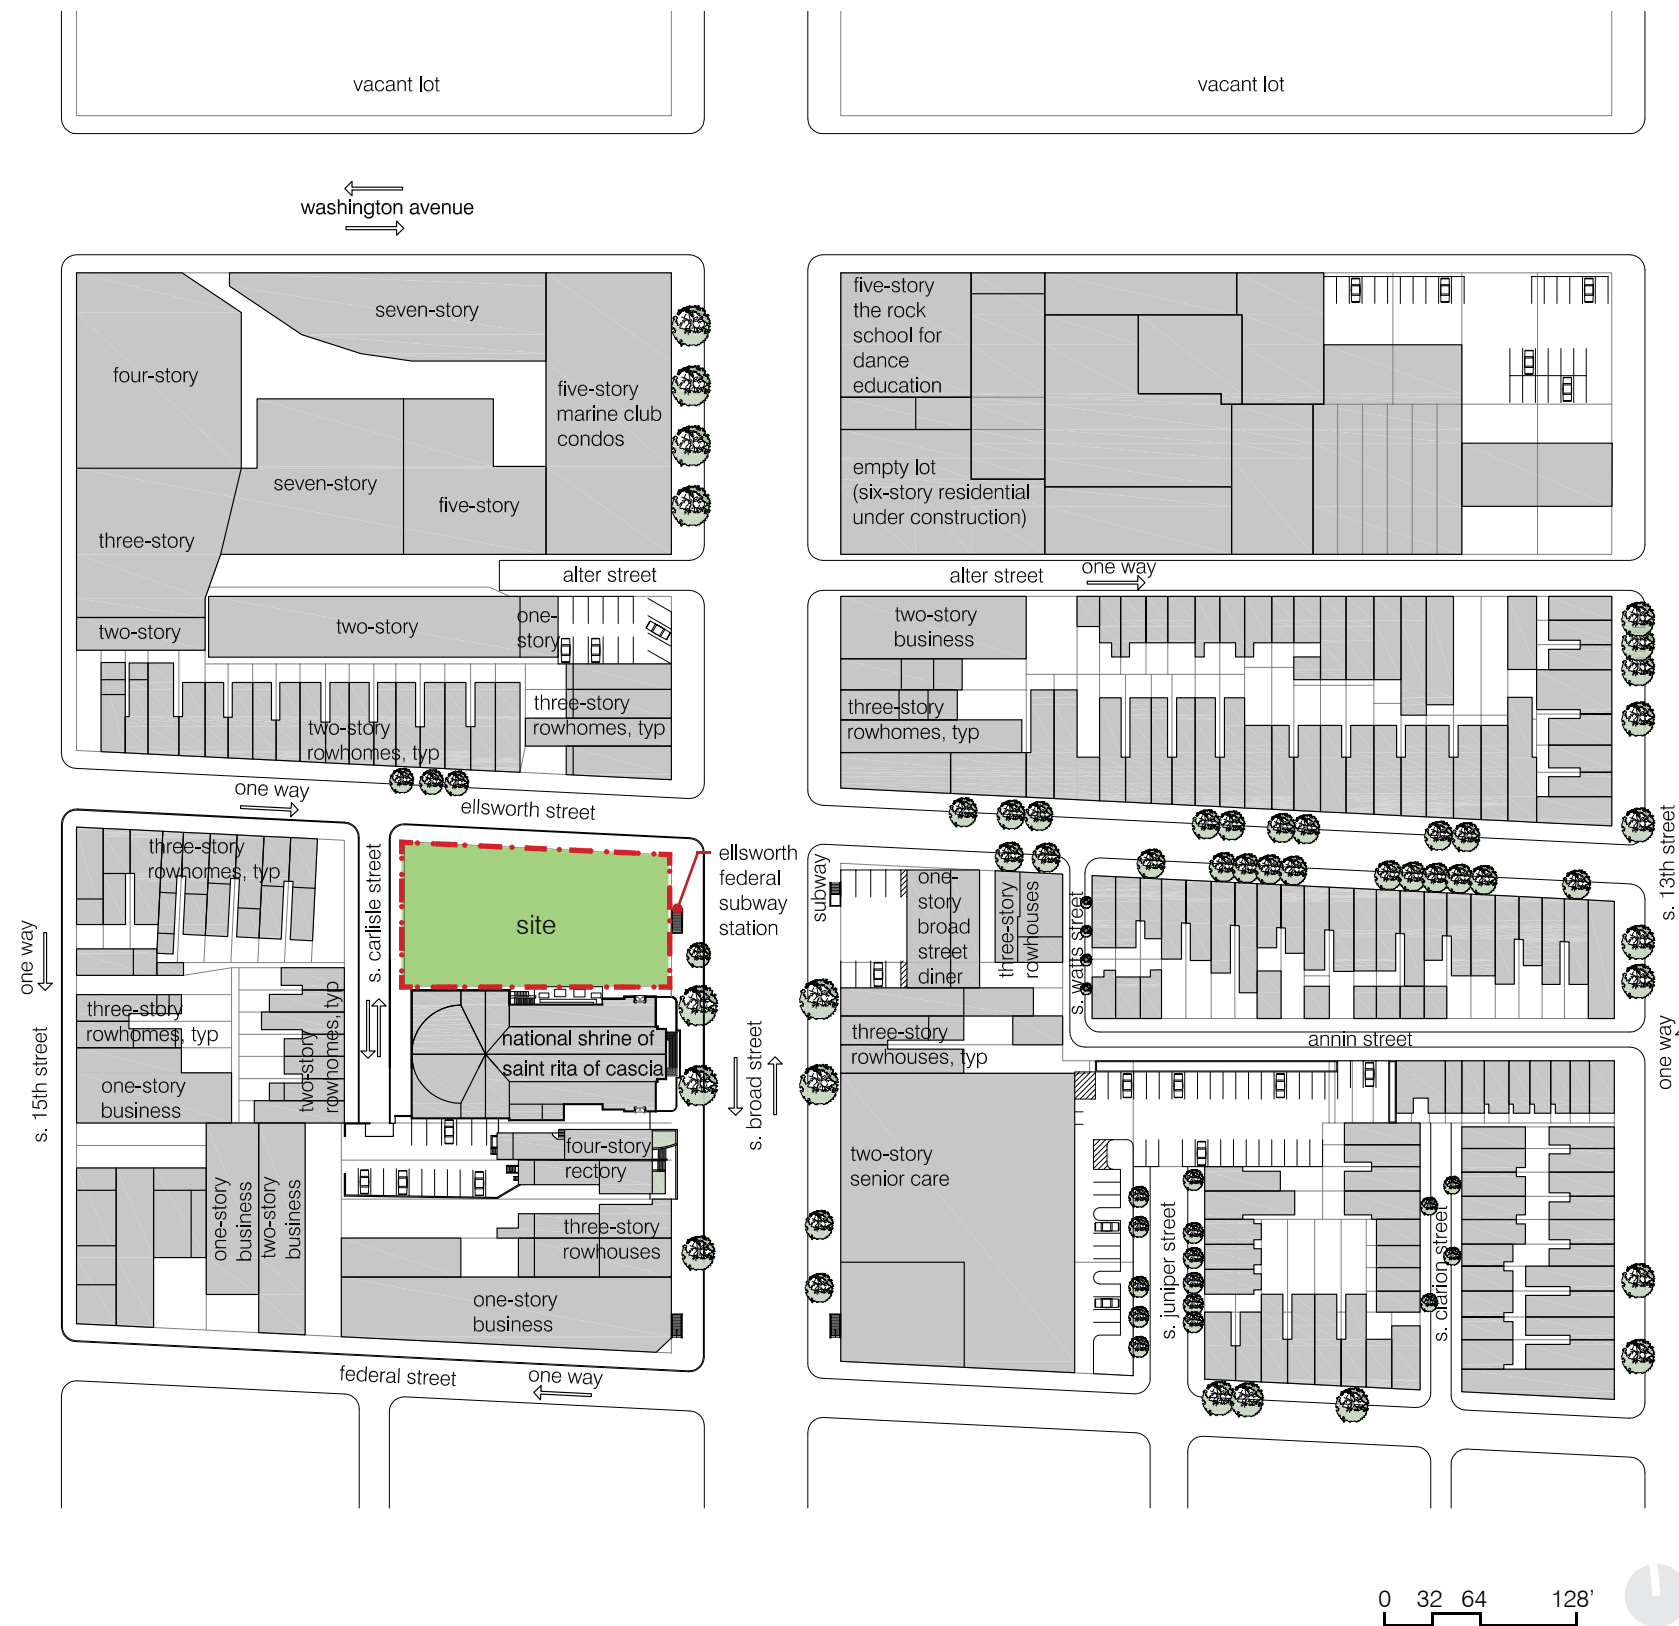 vacant lot
vacant lot
washington avenue
seven-story
four-story
five-story
marine club
condos
seven-story
five-story
three-story
five-story
the rock
school for
dance
education
empty lot
(six-story residential
under construction)
alter street
alter street
one way
two-story
two-story
one-
story
two-story
business
three-story
rowhomes, typ
two-story
rowhomes, typ
three-story
rowhomes, typ
one way
ellsworth street
three-story
rowhomes, typ
s. carlisle street
site
ellsworth
federal
subway
station
subway
one-
story
broad
street
diner
three-story
rowhouses
s. watts street
s. 13th street
one way
s. 15th street
three-story
rowhomes, typ
two-story
rowhomes, typ
one-story
business
national shrine of
saint rita of cascia
s. broad street
three-story
rowhouses, typ
annin street
one way
four-story
rectory
one-story
business
two-story
business
three-story
rowhouses
one-story
business
two-story
senior care
s. juniper street
s. clarion street
federal street
one way
0 32 64 128'